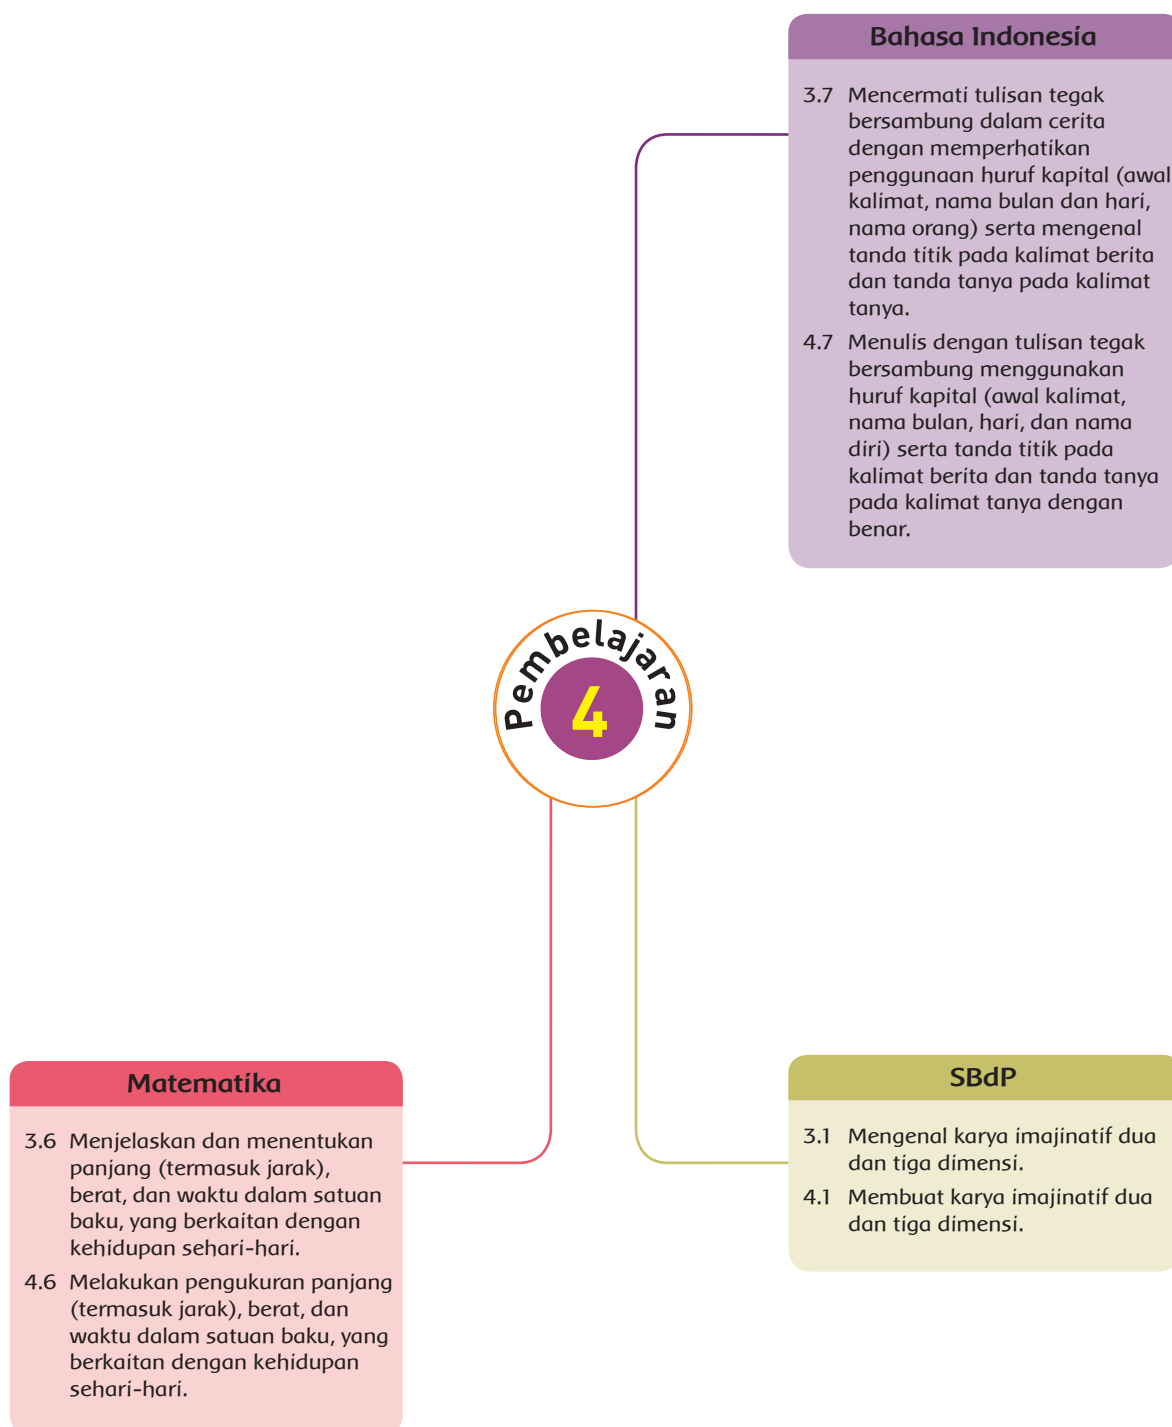 Bahasa Indonesia
3.7 Mencermati tulisan tegak
bersambung dalam cerita
dengan memperhatikan
penggunaan huruf kapital (awal
kalimat, nama bulan dan hari,
nama orang) serta mengenal
tanda titik pada kalimat berita
dan tanda tanya pada kalimat
tanya.
4.7 Menulis dengan tulisan tegak
bersambung menggunakan
huruf kapital (awal kalimat,
nama bulan, hari, dan nama
diri) serta tanda titik pada
kalimat berita dan tanda tanya
pada kalimat tanya dengan
benar.
Pembelajaran
4
Matematika
3.6 Menjelaskan dan menentukan
panjang (termasuk jarak),
berat, dan waktu dalam satuan
baku, yang berkaitan dengan
kehidupan sehari-hari.
4.6 Melakukan pengukuran panjang
(termasuk jarak), berat, dan
waktu dalam satuan baku, yang
berkaitan dengan kehidupan
sehari-hari.
SBdP
3.1 Mengenal karya imajinatif dua
dan tiga dimensi.
4.1 Membuat karya imajinatif dua
dan tiga dimensi.